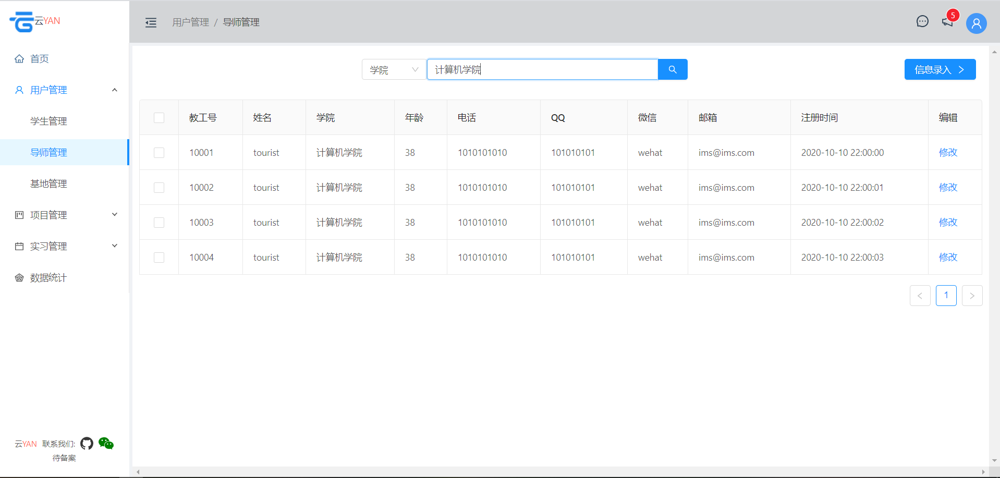 云YAN
用户管理 / 导师管理
5
首页
用户管理
学生管理
导师管理
基地管理
项目管理
实习管理
数据统计
学院 计算机学院
信息录入
教工号 姓名 学院 年龄 电话 QQ 微信 邮箱 注册时间 编辑
10001 tourist 计算机学院 38 1010101010 101010101 wehat ims@ims.com 2020-10-10 22:00:00 修改
10002 tourist 计算机学院 38 1010101010 101010101 wehat ims@ims.com 2020-10-10 22:00:01 修改
10003 tourist 计算机学院 38 1010101010 101010101 wehat ims@ims.com 2020-10-10 22:00:02 修改
10004 tourist 计算机学院 38 1010101010 101010101 wehat ims@ims.com 2020-10-10 22:00:03 修改
1
云YAN 联系我们:
待备案